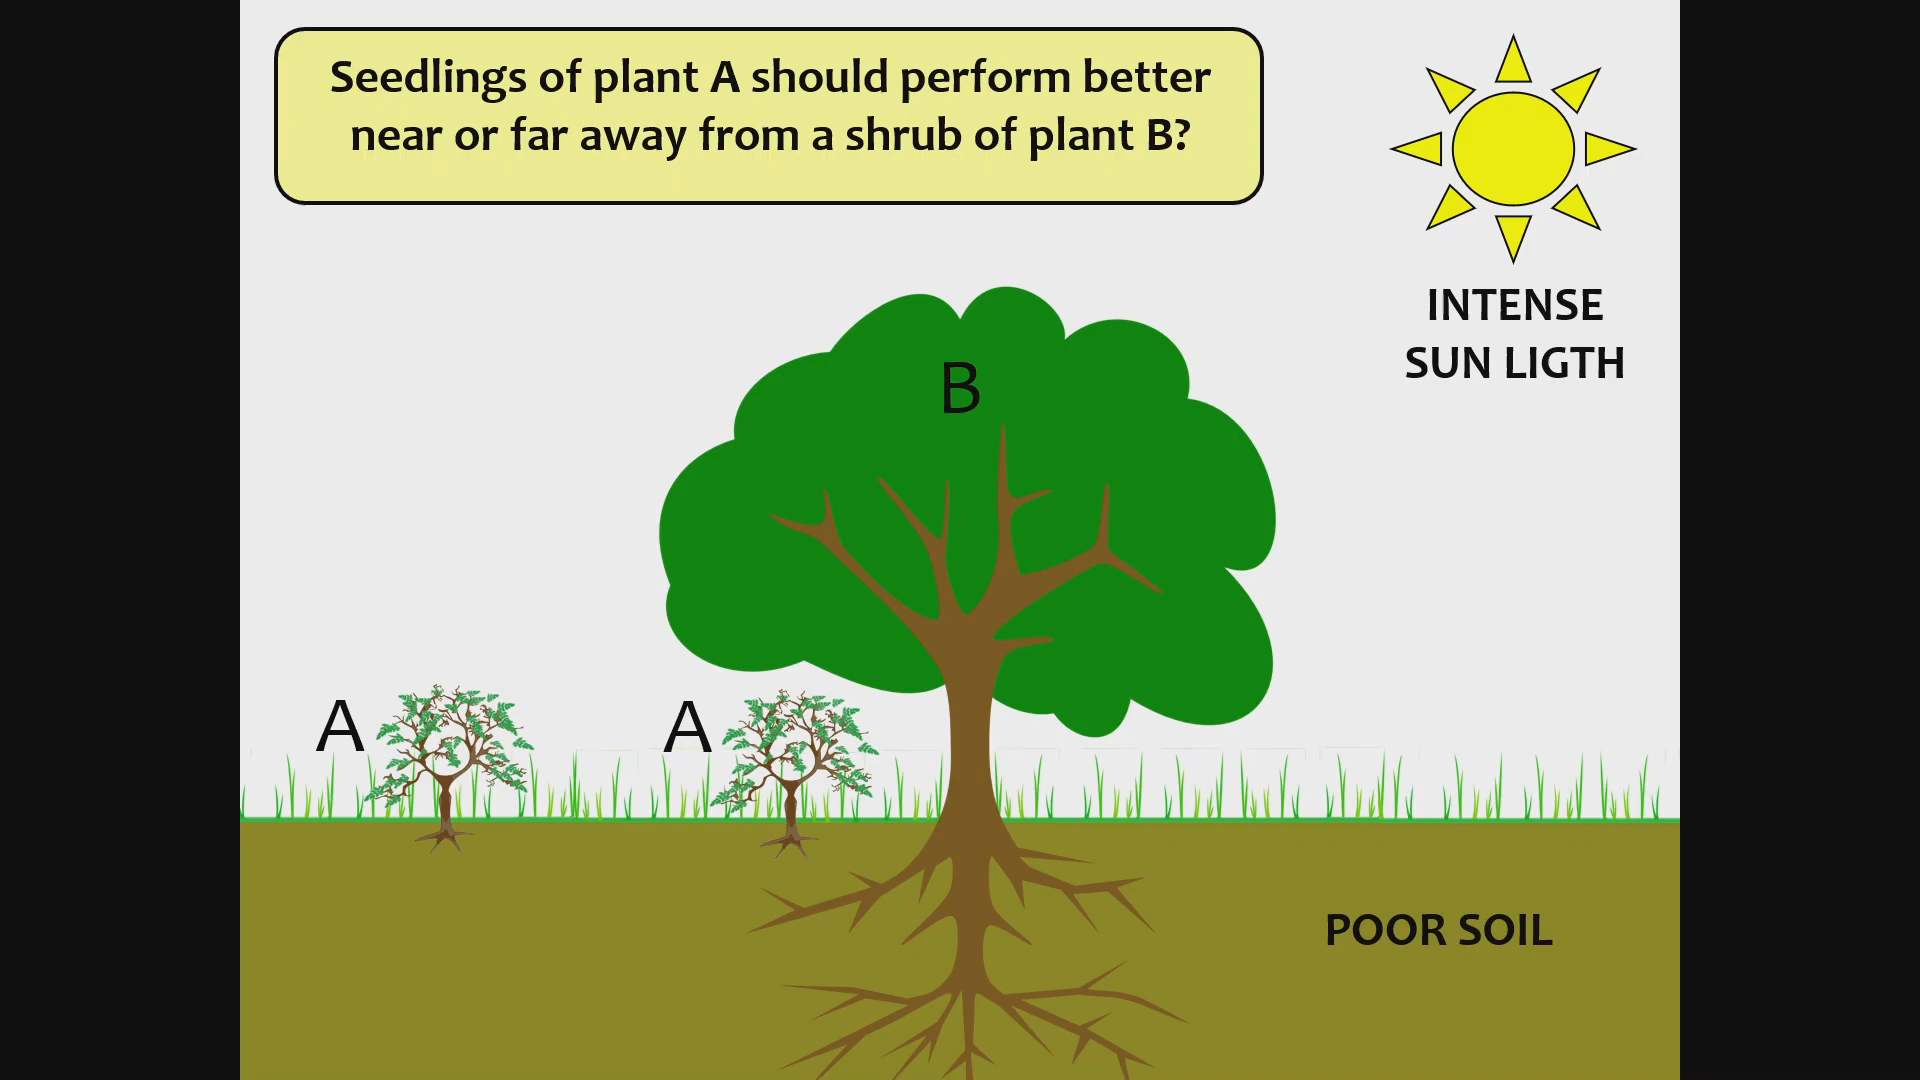 Seedlings of plant A should perform better
near or far away from a shrub of plant B?
INTENSE
SUN LIGTH
B
A
A
POOR SOIL